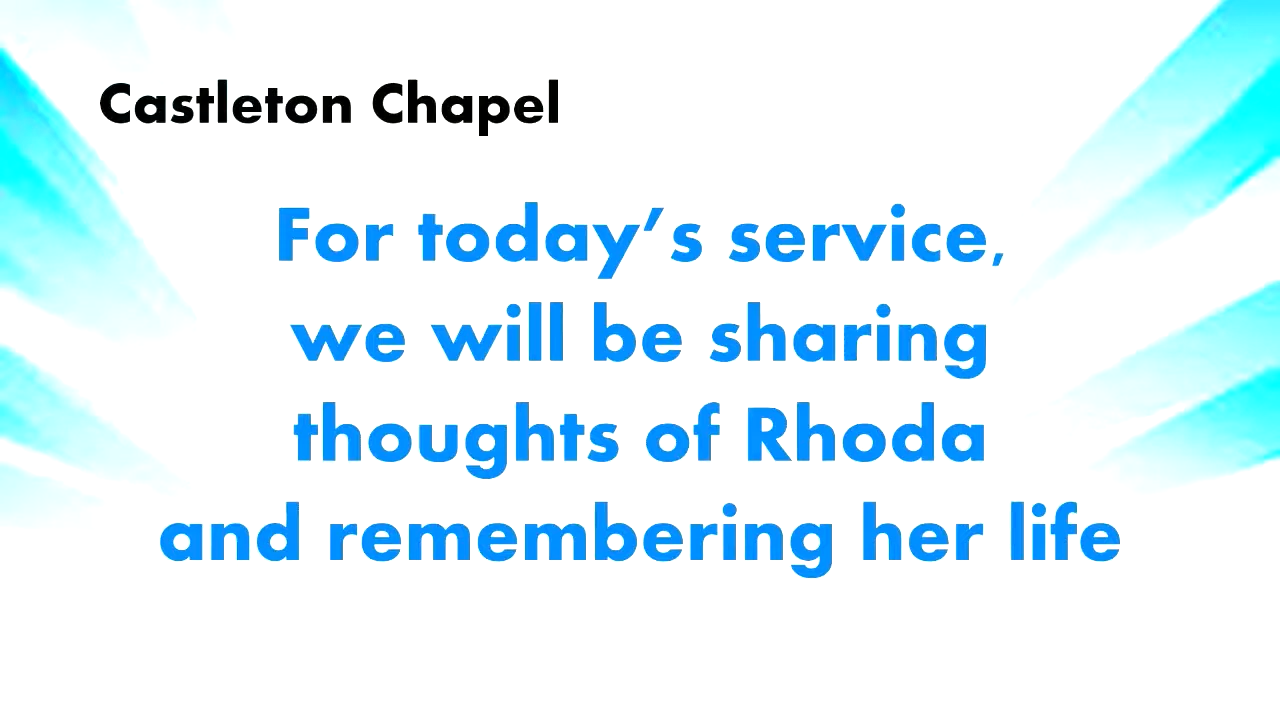 Castleton Chapel
For today’s service,
we will be sharing
thoughts of Rhoda
and remembering her life